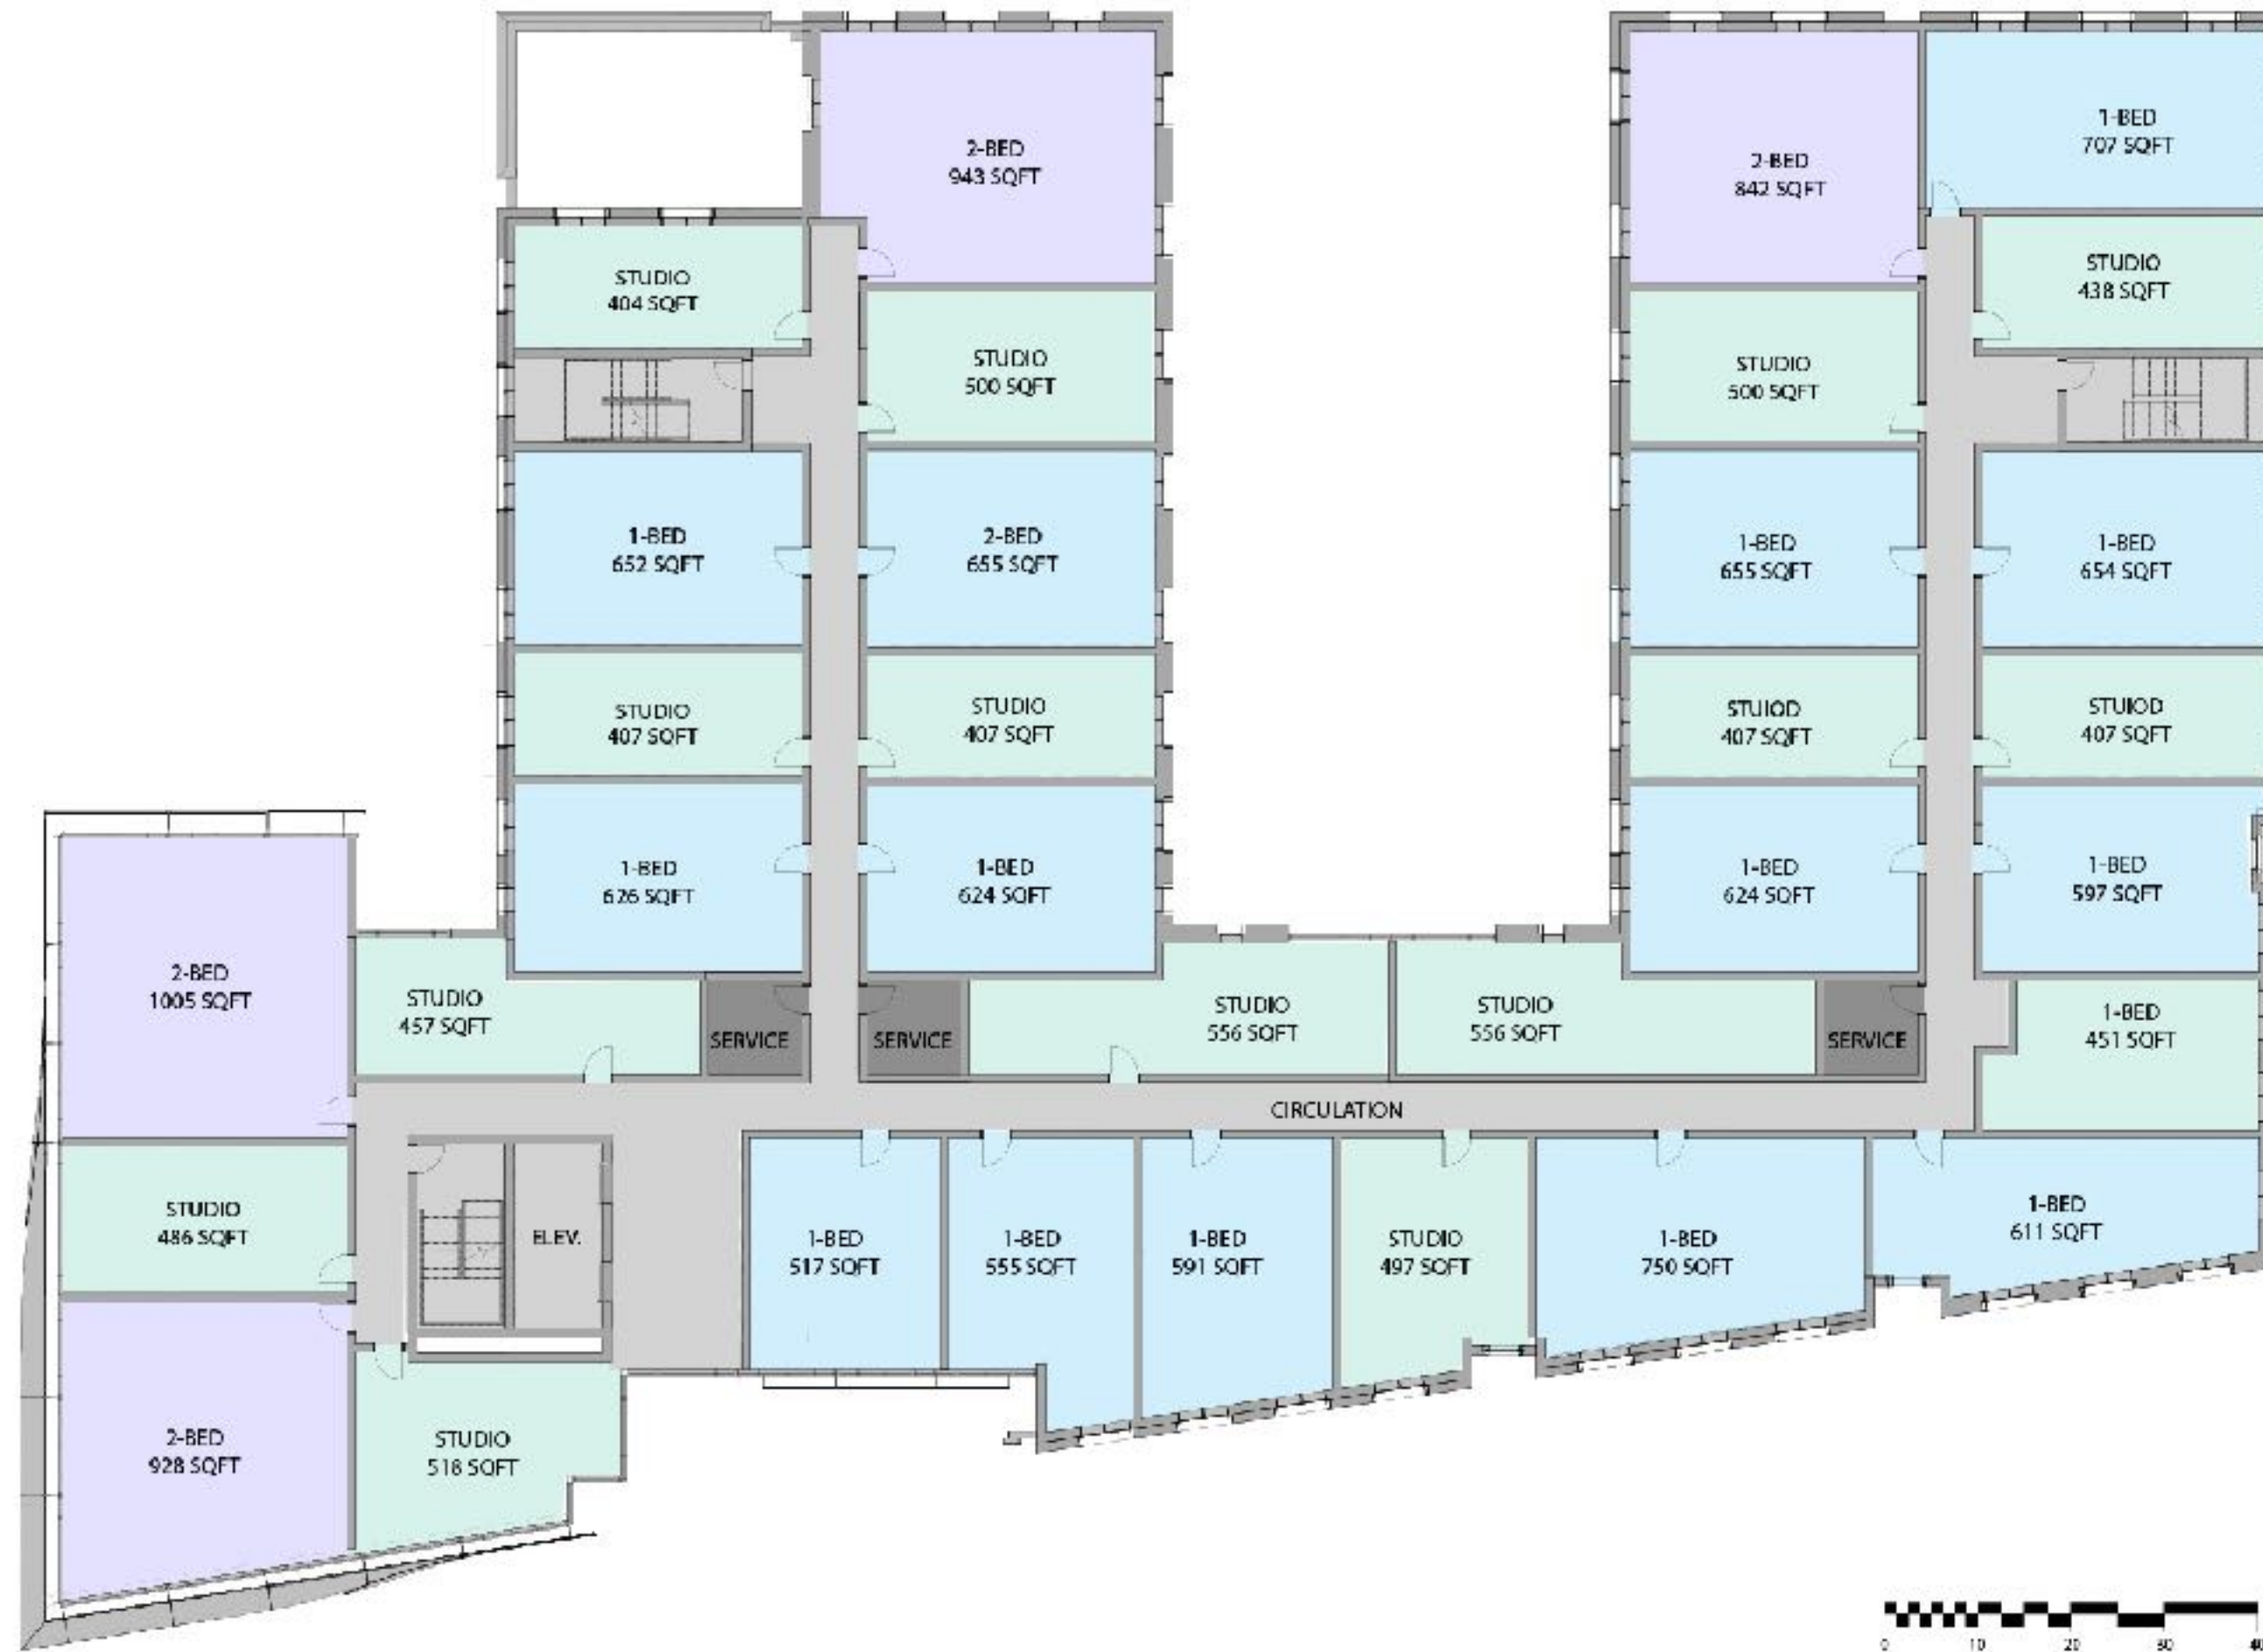 2-BED
943 SQFT
2-BED
842 SQFT
1-BED
707 SQFT
STUDIO
404 SQFT
STUDIO
500 SQFT
STUDIO
500 SQFT
STUDIO
438 SQFT
1-BED
652 SQFT
2-BED
655 SQFT
1-BED
655 SQFT
1-BED
654 SQFT
STUDIO
407 SQFT
STUDIO
407 SQFT
STUIOD
407 SQFT
STUIOD
407 SQFT
1-BED
626 SQFT
1-BED
624 SQFT
1-BED
624 SQFT
1-BED
597 SQFT
2-BED
1005 SQFT
STUDIO
457 SQFT
SERVICE
SERVICE
STUDIO
556 SQFT
STUDIO
556 SQFT
SERVICE
1-BED
451 SQFT
CIRCULATION
STUDIO
486 SQFT
ELEV.
1-BED
517 SQFT
1-BED
555 SQFT
1-BED
591 SQFT
STUDIO
497 SQFT
1-BED
750 SQFT
1-BED
611 SQFT
2-BED
928 SQFT
STUDIO
518 SQFT
0 10 20 30